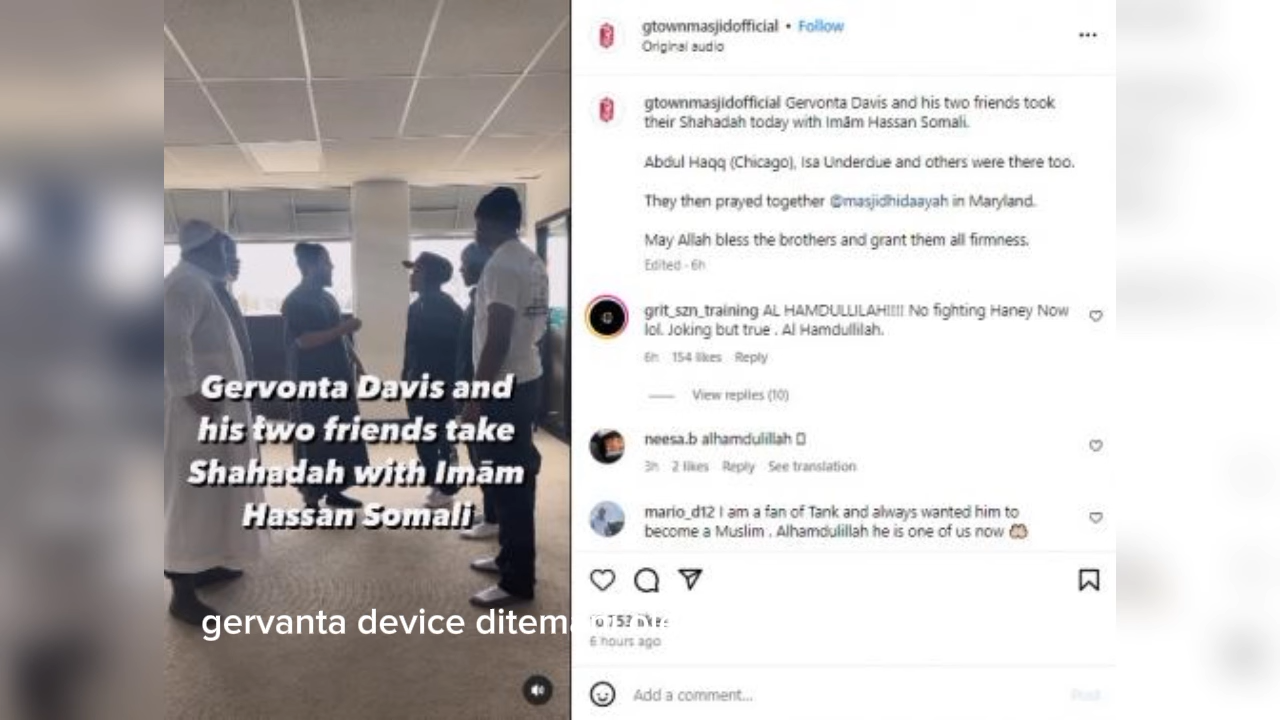 gtownmasjidofficial • Follow
Original audio
gtownmasjidofficial Gervonta Davis and his two friends took
their Shahadah today with Imām Hassan Somali.
Abdul Haqq (Chicago), Isa Underdue and others were there too.
They then prayed together @masjidhidaayah in Maryland.
May Allah bless the brothers and grant them all firmness.
Edited · 6h
grit_szn_training AL HAMDULLILAH!!!! No fighting Haney Now
lol. Joking but true . Al Hamdullilah.
6h 154 likes Reply
View replies (10)
neesa.b alhamdulillah
3h 2 likes Reply See translation
mario_d12 I am a fan of Tank and always wanted him to
become a Muslim . Alhamdulillah he is one of us now
Gervonta Davis and
his two friends take
Shahadah with Imām
Hassan Somali
gervanta device
6 hours ago
Add a comment...
Post